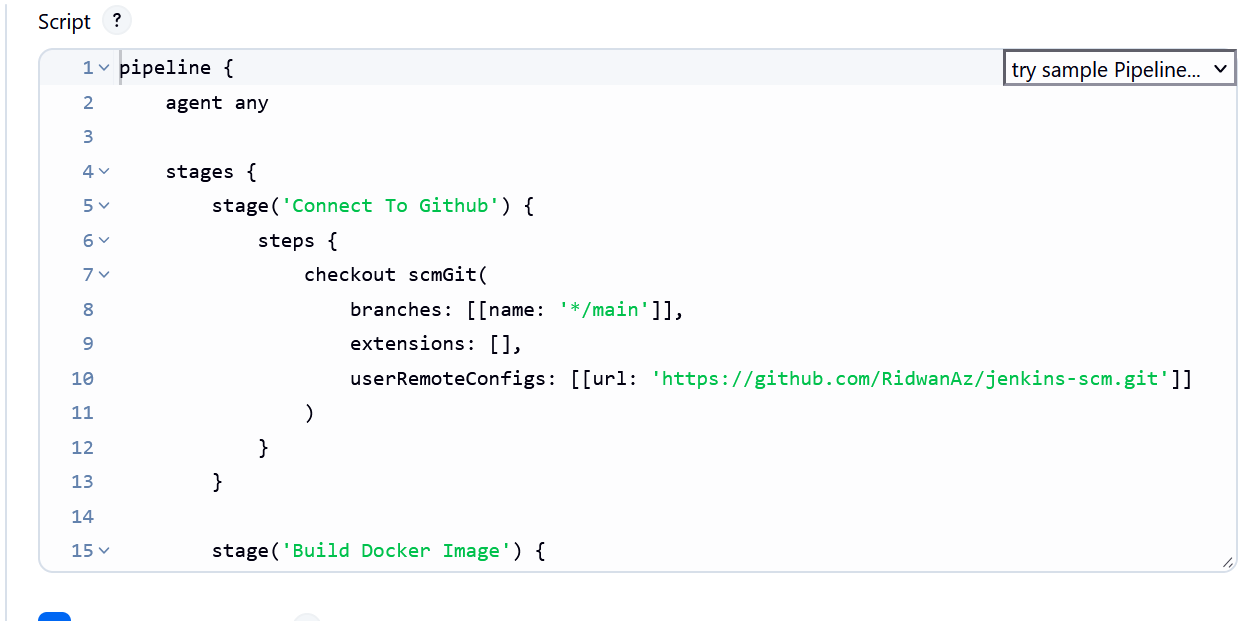 Script ?
try sample Pipeline...
1 pipeline {
2     agent any
3
4     stages {
5         stage('Connect To Github') {
6             steps {
7                 checkout scmGit(
8                     branches: [[name: '*/main']],
9                     extensions: [],
10                     userRemoteConfigs: [[url: 'https://github.com/RidwanAz/jenkins-scm.git']]
11                 )
12             }
13         }
14
15         stage('Build Docker Image') {